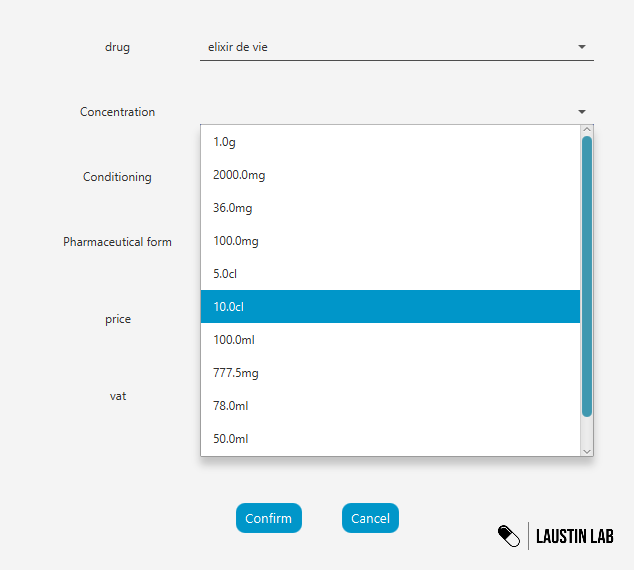 drug
elixir de vie
Concentration
1.0g
Conditioning
2000.0mg
36.0mg
Pharmaceutical form
100.0mg
5.0cl
10.0cl
price
100.0ml
777.5mg
vat
78.0ml
50.0ml
Confirm
Cancel
LAUSTIN LAB